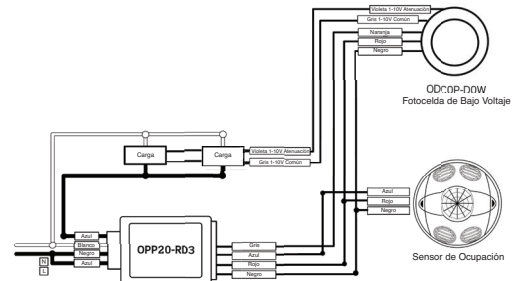 Violeta 1-10V Atenuación
Gris 1-10V Común
Naranja
Rojo
Negro
ODCOP-D0W
Fotocelda de Bajo Voltaje
Carga
Carga
Violeta 1-10V Atenuación
Gris 1-10V Común
Azul
Rojo
Negro
Sensor de Ocupación
Azul
Blanco
Negro
Azul
N
L
OPP20-RD3
Gris
Azul
Rojo
Negro